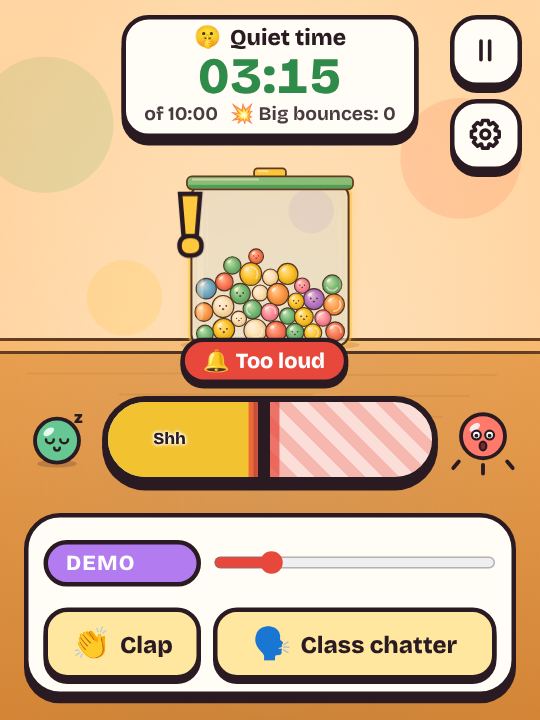 🤫 Quiet time
03:15
of 10:00 💥 Big bounces: 0
!
🔔 Too loud
z
Shh
DEMO
👏 Clap
🗣️ Class chatter